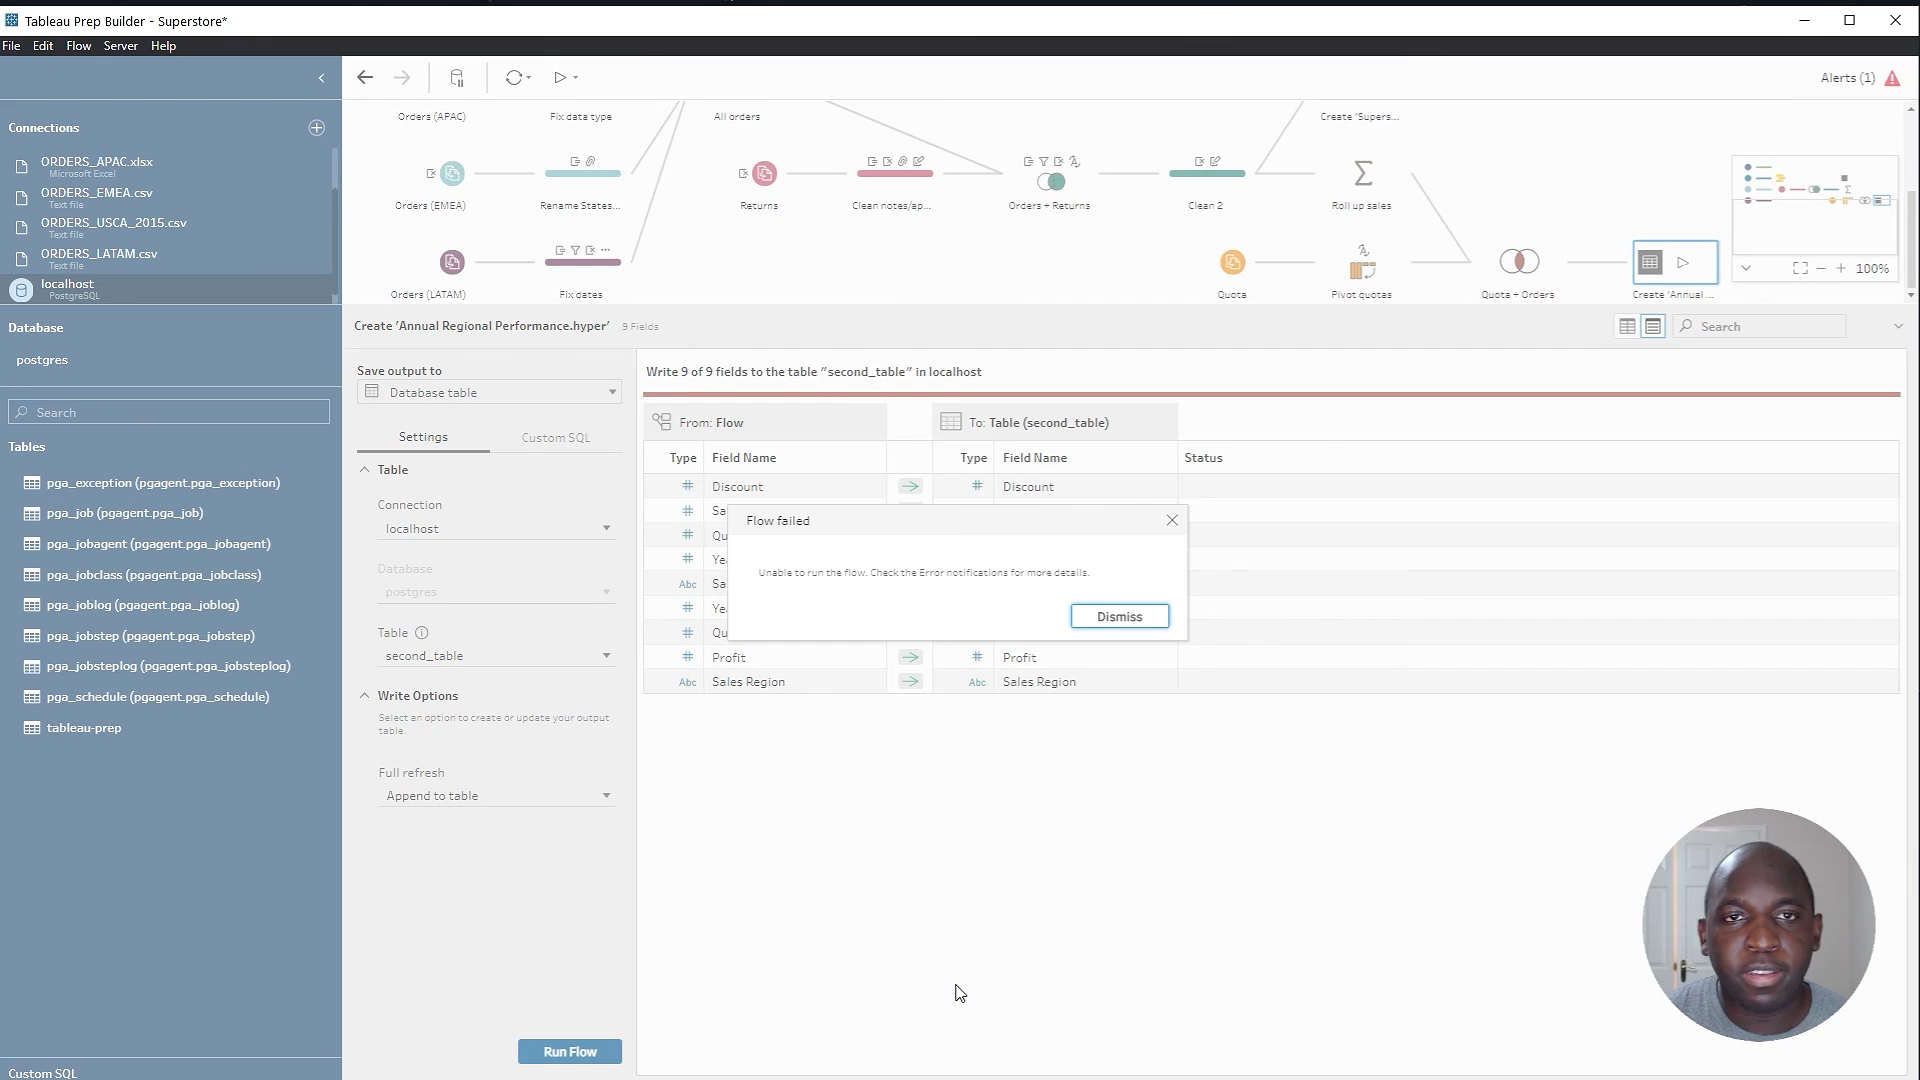 Tableau Prep Builder - Superstore*
File Edit Flow Server Help
Alerts (1)
Connections
ORDERS_APAC.xlsx
Microsoft Excel
ORDERS_EMEA.csv
Text file
ORDERS_USCA_2015.csv
Text file
ORDERS_LATAM.csv
Text file
localhost
PostgreSQL
Database
postgres
Search
Tables
pga_exception (pgagent.pga_exception)
pga_job (pgagent.pga_job)
pga_jobagent (pgagent.pga_jobagent)
pga_jobclass (pgagent.pga_jobclass)
pga_joblog (pgagent.pga_joblog)
pga_jobstep (pgagent.pga_jobstep)
pga_jobsteplog (pgagent.pga_jobsteplog)
pga_schedule (pgagent.pga_schedule)
tableau-prep
Custom SQL
Orders (APAC) Fix data type All orders Create 'Supers...
Orders (EMEA) Rename States... Returns Clean notes/ap... Orders + Returns Clean 2 Roll up sales
Orders (LATAM) Fix dates Quota Pivot quotas Quota + Orders Create 'Annual ...
100%
Create 'Annual Regional Performance.hyper' 9 Fields
Search
Save output to
Database table
Settings Custom SQL
Table
Connection
localhost
Database
postgres
Table
second_table
Write Options
Select an option to create or update your output
table.
Full refresh
Append to table
Run Flow
Write 9 of 9 fields to the table "second_table" in localhost
From: Flow To: Table (second_table)
Type Field Name Type Field Name Status
# Discount # Discount
# Sa
# Qu
# Yea
Abc Sa
# Yea
# Qu
# Profit # Profit
Abc Sales Region Abc Sales Region
Flow failed
Unable to run the flow. Check the Error notifications for more details.
Dismiss